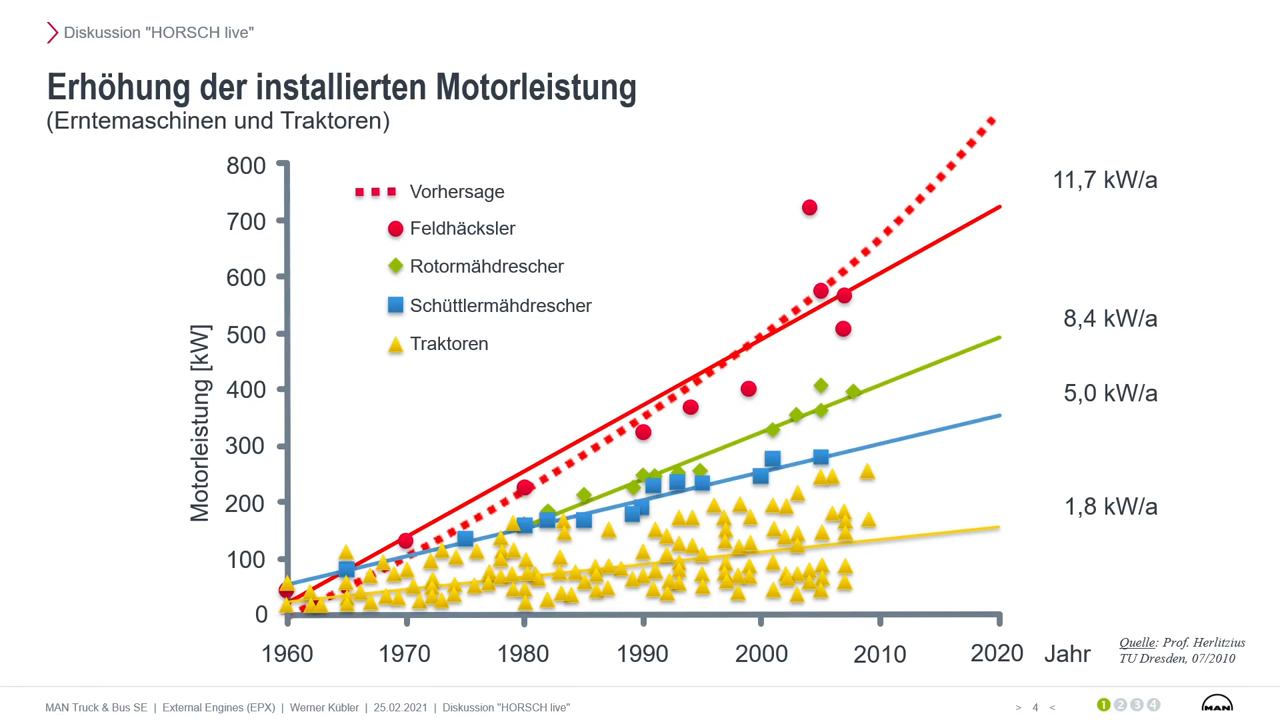 Diskussion "HORSCH live"
Erhöhung der installierten Motorleistung
(Erntemaschinen und Traktoren)
800
700
600
500
400
300
200
100
0
Motorleistung [kW]
Vorhersage
Feldhäcksler
Rotormähdrescher
Schüttlermähdrescher
Traktoren
11,7 kW/a
8,4 kW/a
5,0 kW/a
1,8 kW/a
1960 1970 1980 1990 2000 2010 2020 Jahr
Quelle: Prof. Herlitzius
TU Dresden, 07/2010
MAN Truck & Bus SE | External Engines (EPX) | Werner Kübler | 25.02.2021 | Diskussion "HORSCH live"
> 4 <
1 2 3 4
MAN